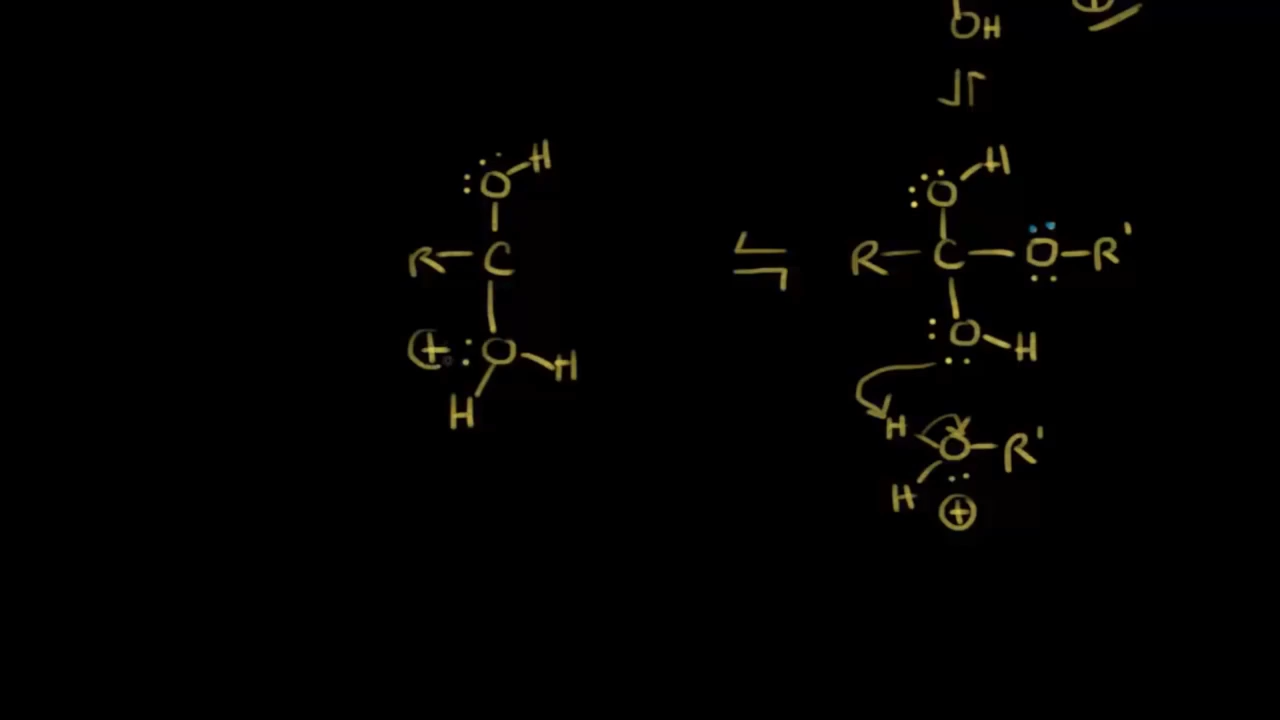 OH
⊕
⇌
O-H
O-H
R-C
⇌
R-C-O-R'
⊕ :O-H
H
:O-H
H
O-R'
H
⊕